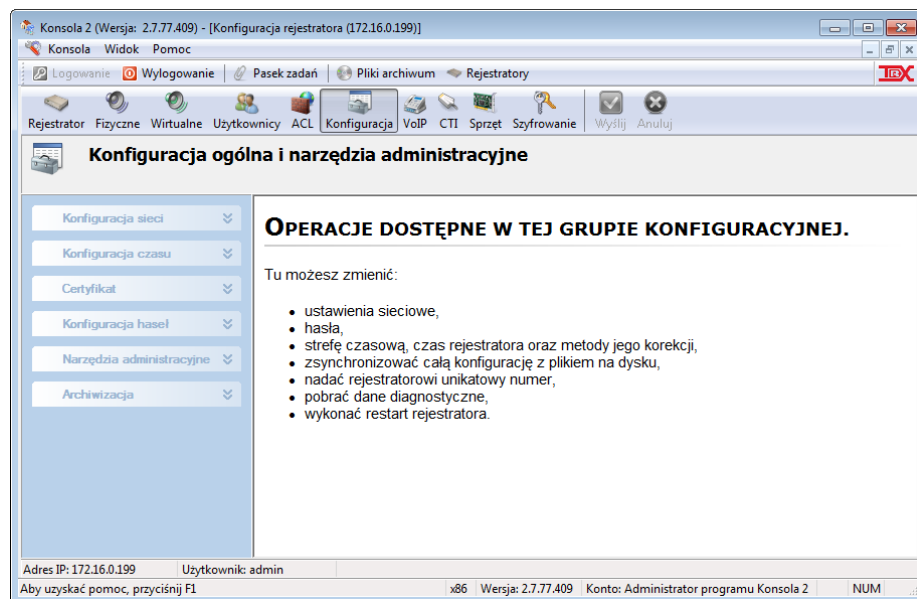 Konsola 2 (Wersja: 2.7.77.409) - [Konfiguracja rejestratora (172.16.0.199)]
Konsola Widok Pomoc
Logowanie Wylogowanie Pasek zadań Pliki archiwum Rejestratory TRX
Rejestrator Fizyczne Wirtualne Użytkownicy ACL Konfiguracja VoIP CTI Sprzęt Szyfrowanie Wyślij Anuluj
Konfiguracja ogólna i narzędzia administracyjne
Konfiguracja sieci
Konfiguracja czasu
Certyfikat
Konfiguracja haseł
Narzędzia administracyjne
Archiwizacja
OPERACJE DOSTĘPNE W TEJ GRUPIE KONFIGURACYJNEJ.
Tu możesz zmienić:
• ustawienia sieciowe,
• hasła,
• strefę czasową, czas rejestratora oraz metody jego korekcji,
• zsynchronizować całą konfigurację z plikiem na dysku,
• nadać rejestratorowi unikatowy numer,
• pobrać dane diagnostyczne,
• wykonać restart rejestratora.
Adres IP: 172.16.0.199 Użytkownik: admin
Aby uzyskać pomoc, przyciśnij F1 x86 Wersja: 2.7.77.409 Konto: Administrator programu Konsola 2 NUM